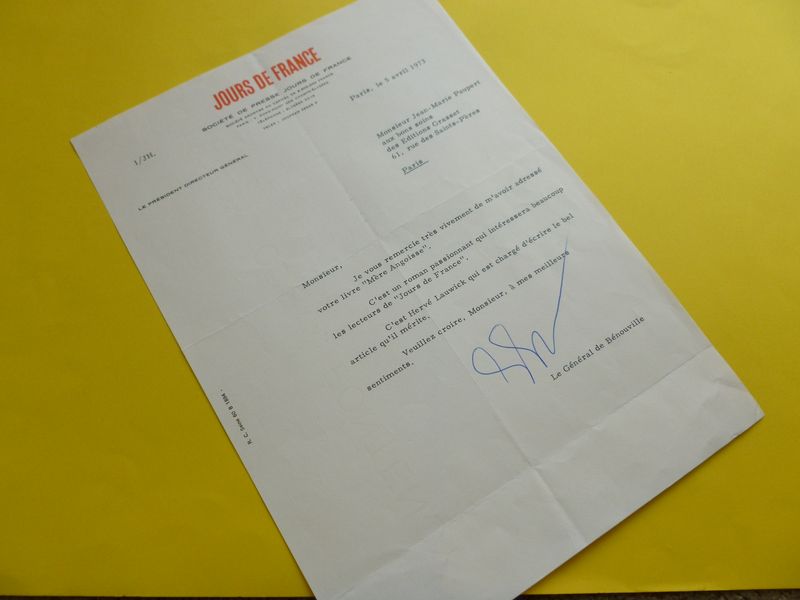 JOURS DE FRANCE
SOCIÉTÉ DE PRESSE JOURS DE FRANCE
Paris, le 5 avril 1973
1/JH.
LE PRÉSIDENT DIRECTEUR GÉNÉRAL
Monsieur Jean-Marie Paupert
aux bons soins
des Editions Grasset
61, rue des Saints-Pères
Paris
Monsieur,
Je vous remercie très vivement de m'avoir adressé
votre livre "Mère Angoisse".
C'est un roman passionnant qui intéressera beaucoup
les lecteurs de "Jours de France".
C'est Hervé Lauwick qui est chargé d'écrire le bel
article qu'il mérite.
Veuillez croire, Monsieur, à mes meilleurs
sentiments.
Le Général de Bénouville